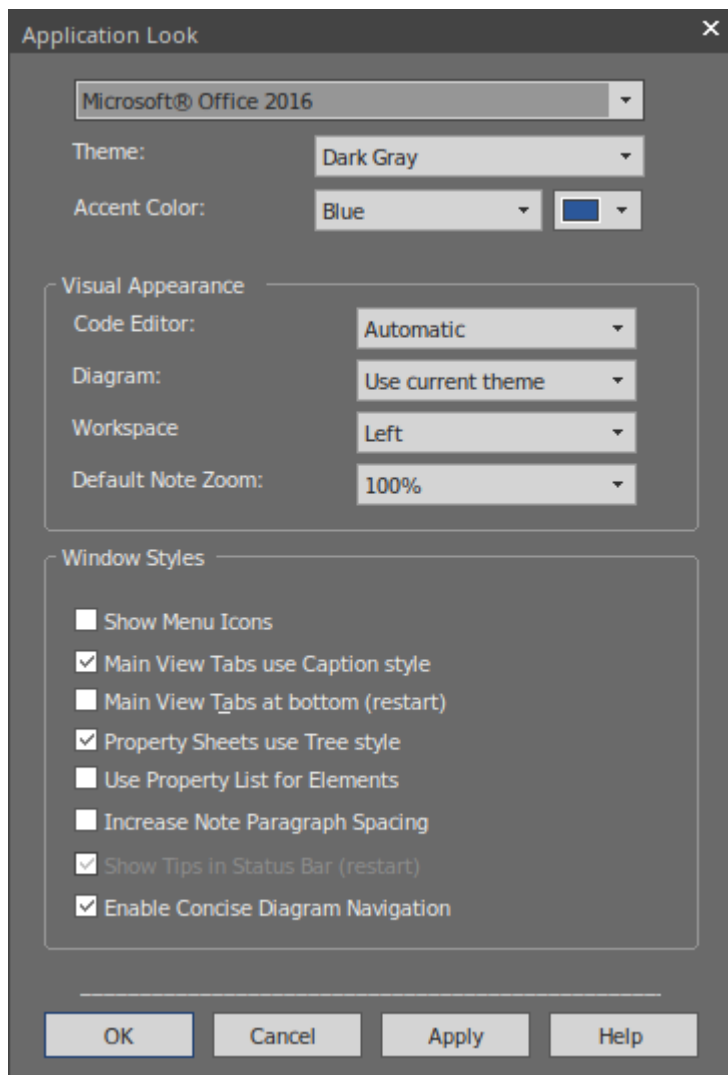 Application Look
Microsoft® Office 2016
Theme: Dark Gray
Accent Color: Blue
Visual Appearance
Code Editor: Automatic
Diagram: Use current theme
Workspace Left
Default Note Zoom: 100%
Window Styles
Show Menu Icons
Main View Tabs use Caption style
Main View Tabs at bottom (restart)
Property Sheets use Tree style
Use Property List for Elements
Increase Note Paragraph Spacing
Show Tips in Status Bar (restart)
Enable Concise Diagram Navigation
OK Cancel Apply Help